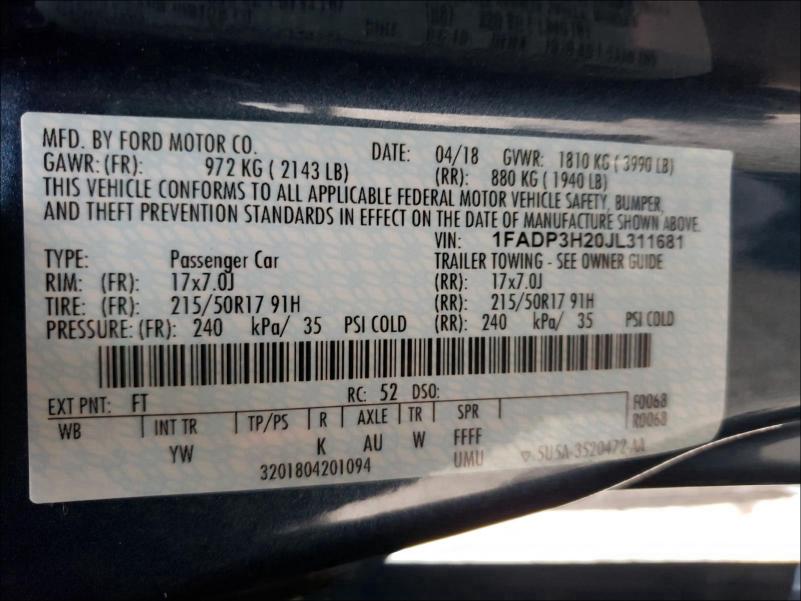 MFD. BY FORD MOTOR CO.
DATE: 04/18 GVWR: 1810 KG ( 3990 LB)
GAWR: (FR): 972 KG ( 2143 LB) (RR): 880 KG ( 1940 LB)
THIS VEHICLE CONFORMS TO ALL APPLICABLE FEDERAL MOTOR VEHICLE SAFETY, BUMPER,
AND THEFT PREVENTION STANDARDS IN EFFECT ON THE DATE OF MANUFACTURE SHOWN ABOVE.
VIN: 1FADP3H20JL311681
TYPE: Passenger Car TRAILER TOWING - SEE OWNER GUIDE
RIM: (FR): 17x7.0J (RR): 17x7.0J
TIRE: (FR): 215/50R17 91H (RR): 215/50R17 91H
PRESSURE: (FR): 240 kPa/ 35 PSI COLD (RR): 240 kPa/ 35 PSI COLD
EXT PNT: FT RC: 52 DSO: F0068
WB INT TR TP/PS R AXLE TR SPR R0068
YW K AU W FFFF
3201804201094 UMU ▽.5U5A-3520472-AA